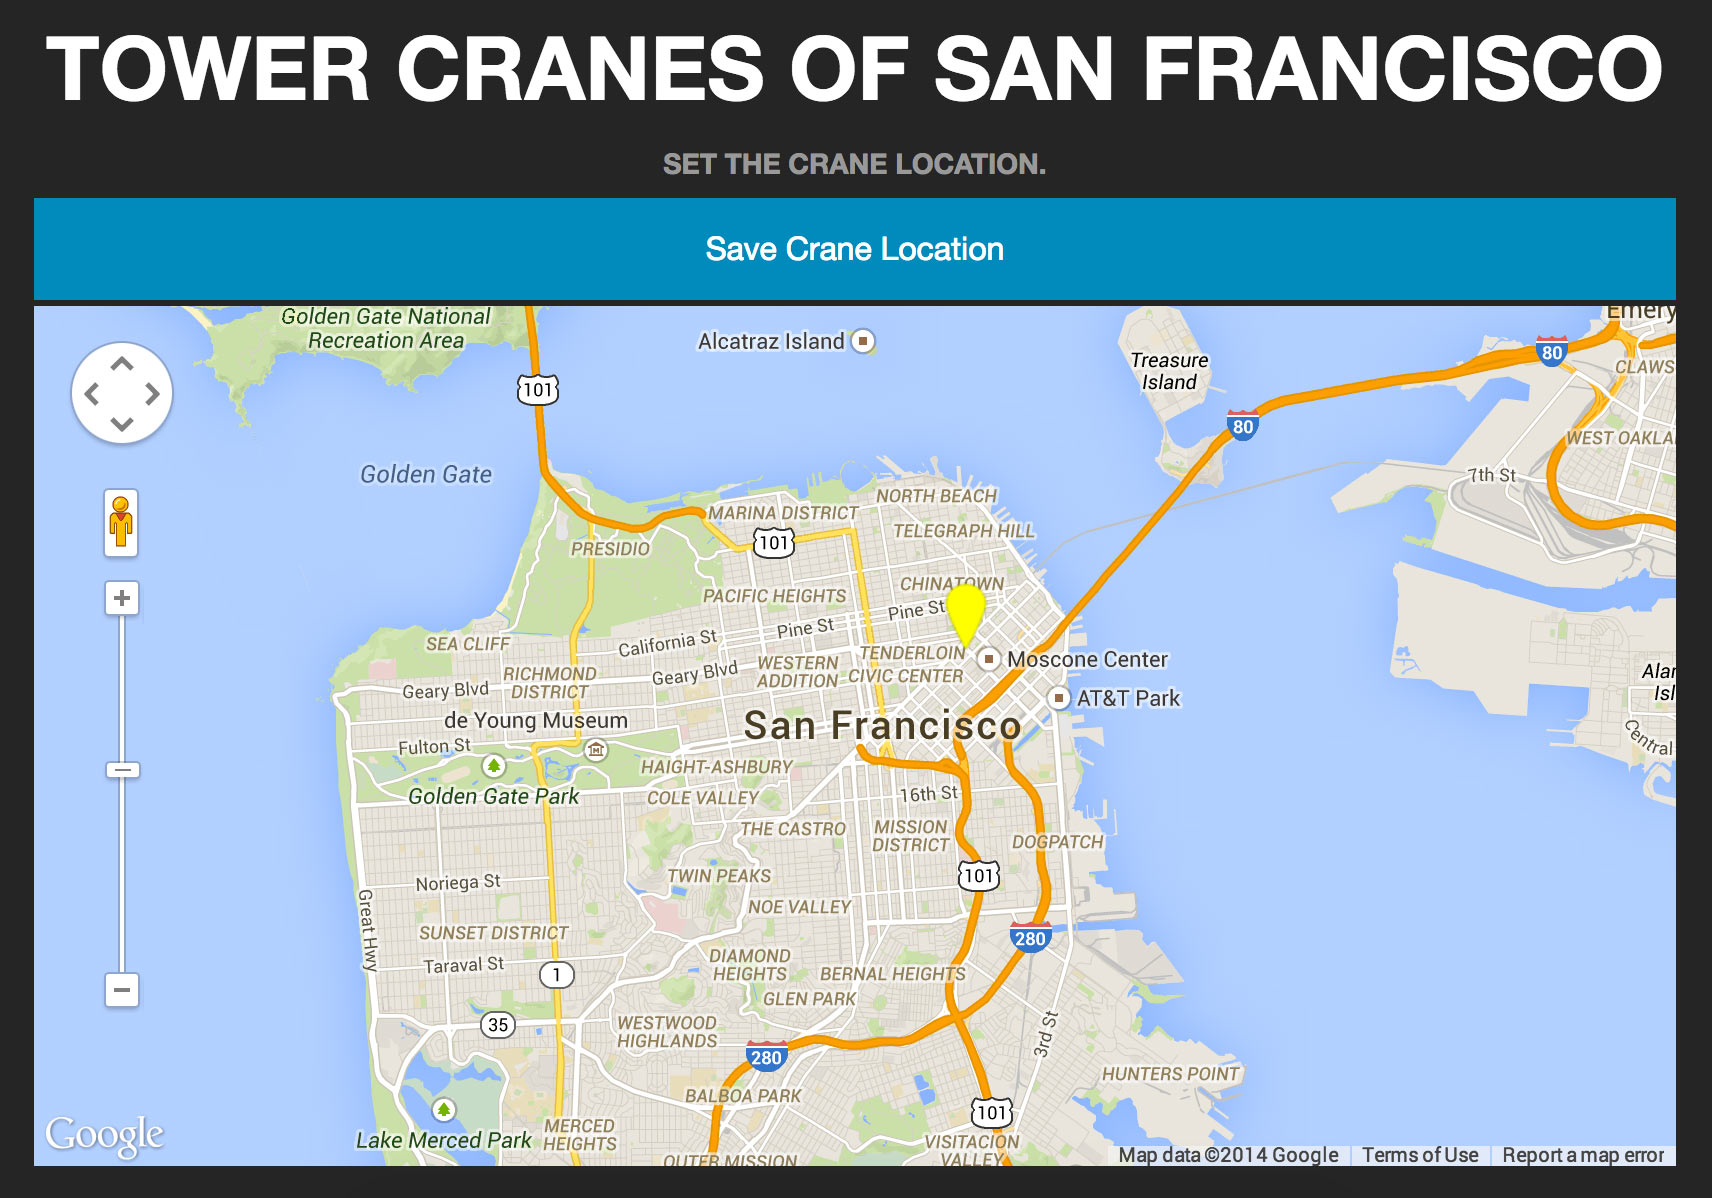 TOWER CRANES OF SAN FRANCISCO
SET THE CRANE LOCATION.
Save Crane Location
Golden Gate National
Recreation Area
Alcatraz Island
Treasure
Island
Emery
80
CLAWS
101
80
WEST OAKLA
Golden Gate
7th St
NORTH BEACH
MARINA DISTRICT
TELEGRAPH HILL
101
PRESIDIO
CHINATOWN
PACIFIC HEIGHTS
Pine St
Pine St
California St
SEA CLIFF
TENDERLOIN
Moscone Center
WESTERN
ADDITION
CIVIC CENTER
Geary Blvd
RICHMOND
DISTRICT
Geary Blvd
AT&T Park
Alar
Isl
de Young Museum
San Francisco
Fulton St
Central
HAIGHT-ASHBURY
Golden Gate Park
COLE VALLEY
16th St
THE CASTRO
MISSION
DISTRICT
DOGPATCH
TWIN PEAKS
101
Noriega St
NOE VALLEY
Great Hwy
SUNSET DISTRICT
280
Taraval St
1
DIAMOND
HEIGHTS
BERNAL HEIGHTS
GLEN PARK
35
WESTWOOD
HIGHLANDS
3rd St
280
HUNTERS POINT
BALBOA PARK
101
MERCED
HEIGHTS
Lake Merced Park
VISITACION
VALLEY
OUTER MISSION
Google
Map data ©2014 Google
Terms of Use
Report a map error